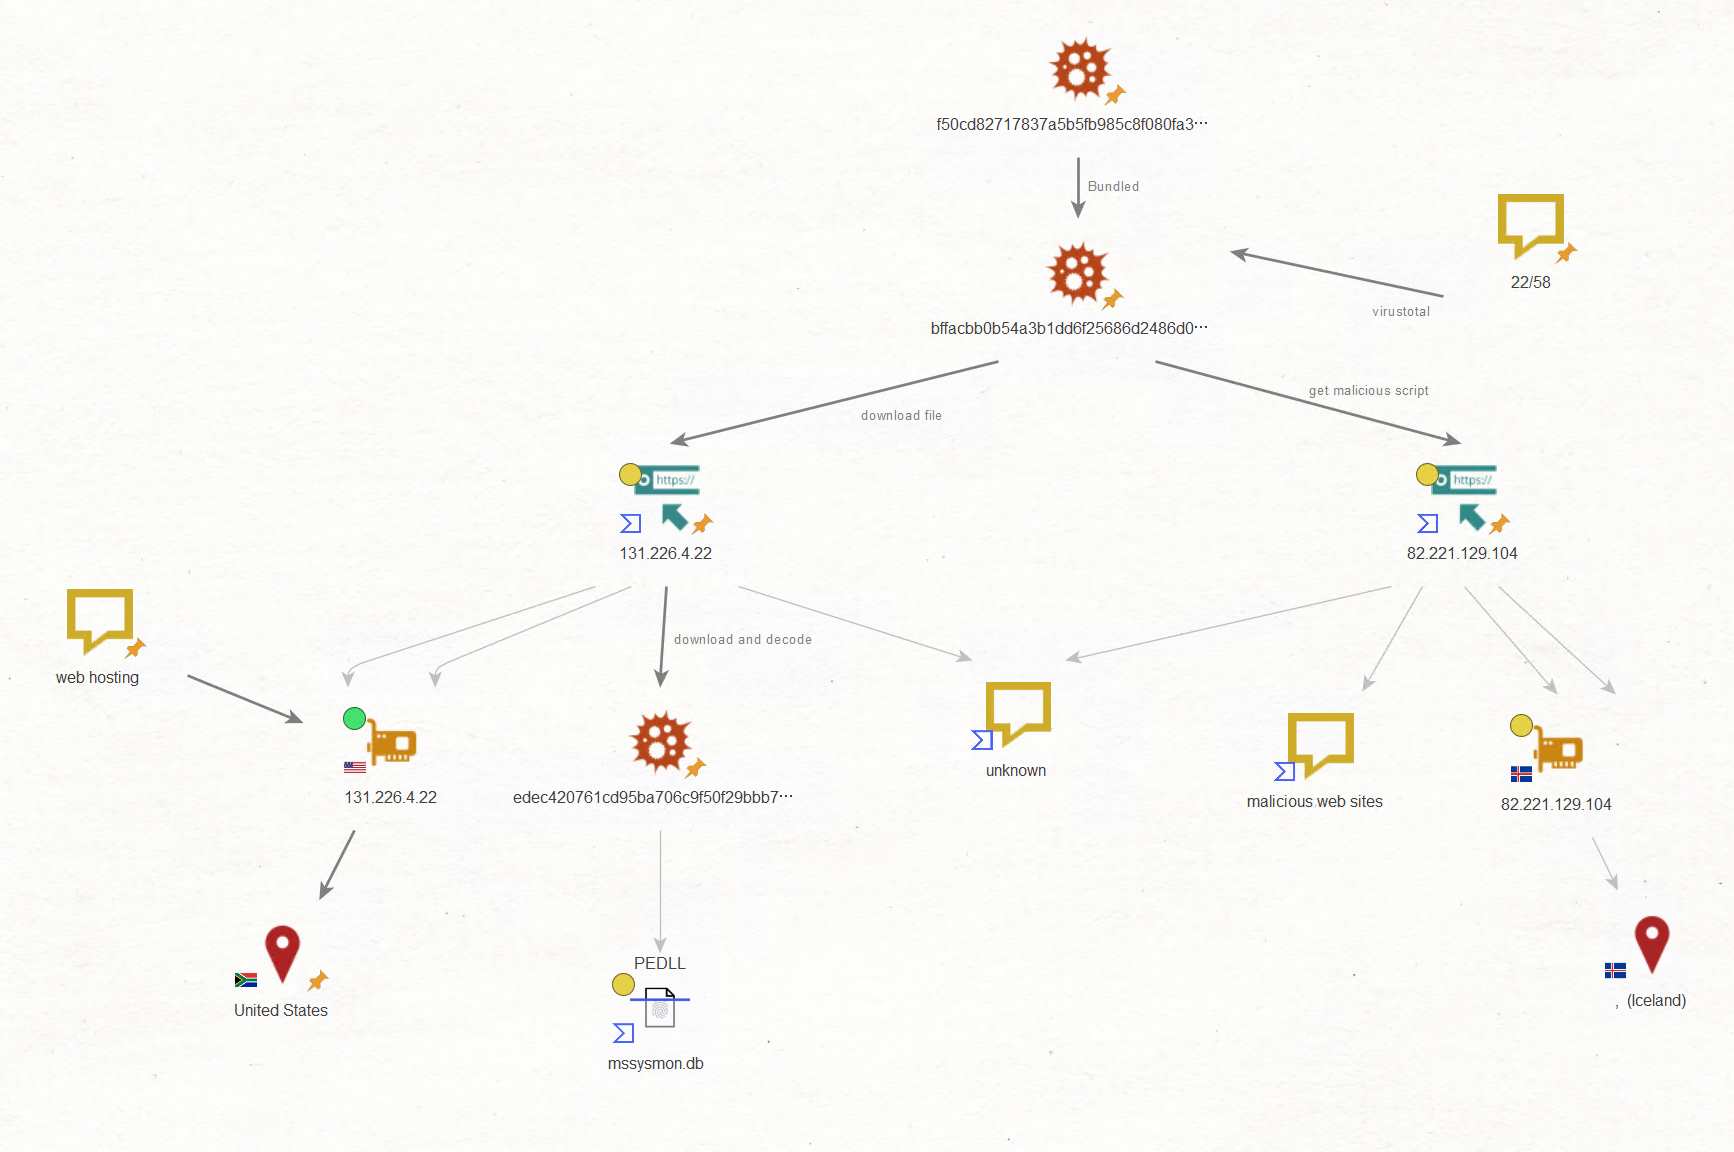 f50cd82717837a5b5fb985c8f080fa3···
Bundled
22/58
virustotal
bffacbb0b54a3b1dd6f25686d2486d0···
get malicious script
download file
https://
https://
131.226.4.22
82.221.129.104
download and decode
web hosting
unknown
131.226.4.22
edec420761cd95ba706c9f50f29bbb7···
malicious web sites
82.221.129.104
PEDLL
United States
, (Iceland)
mssysmon.db